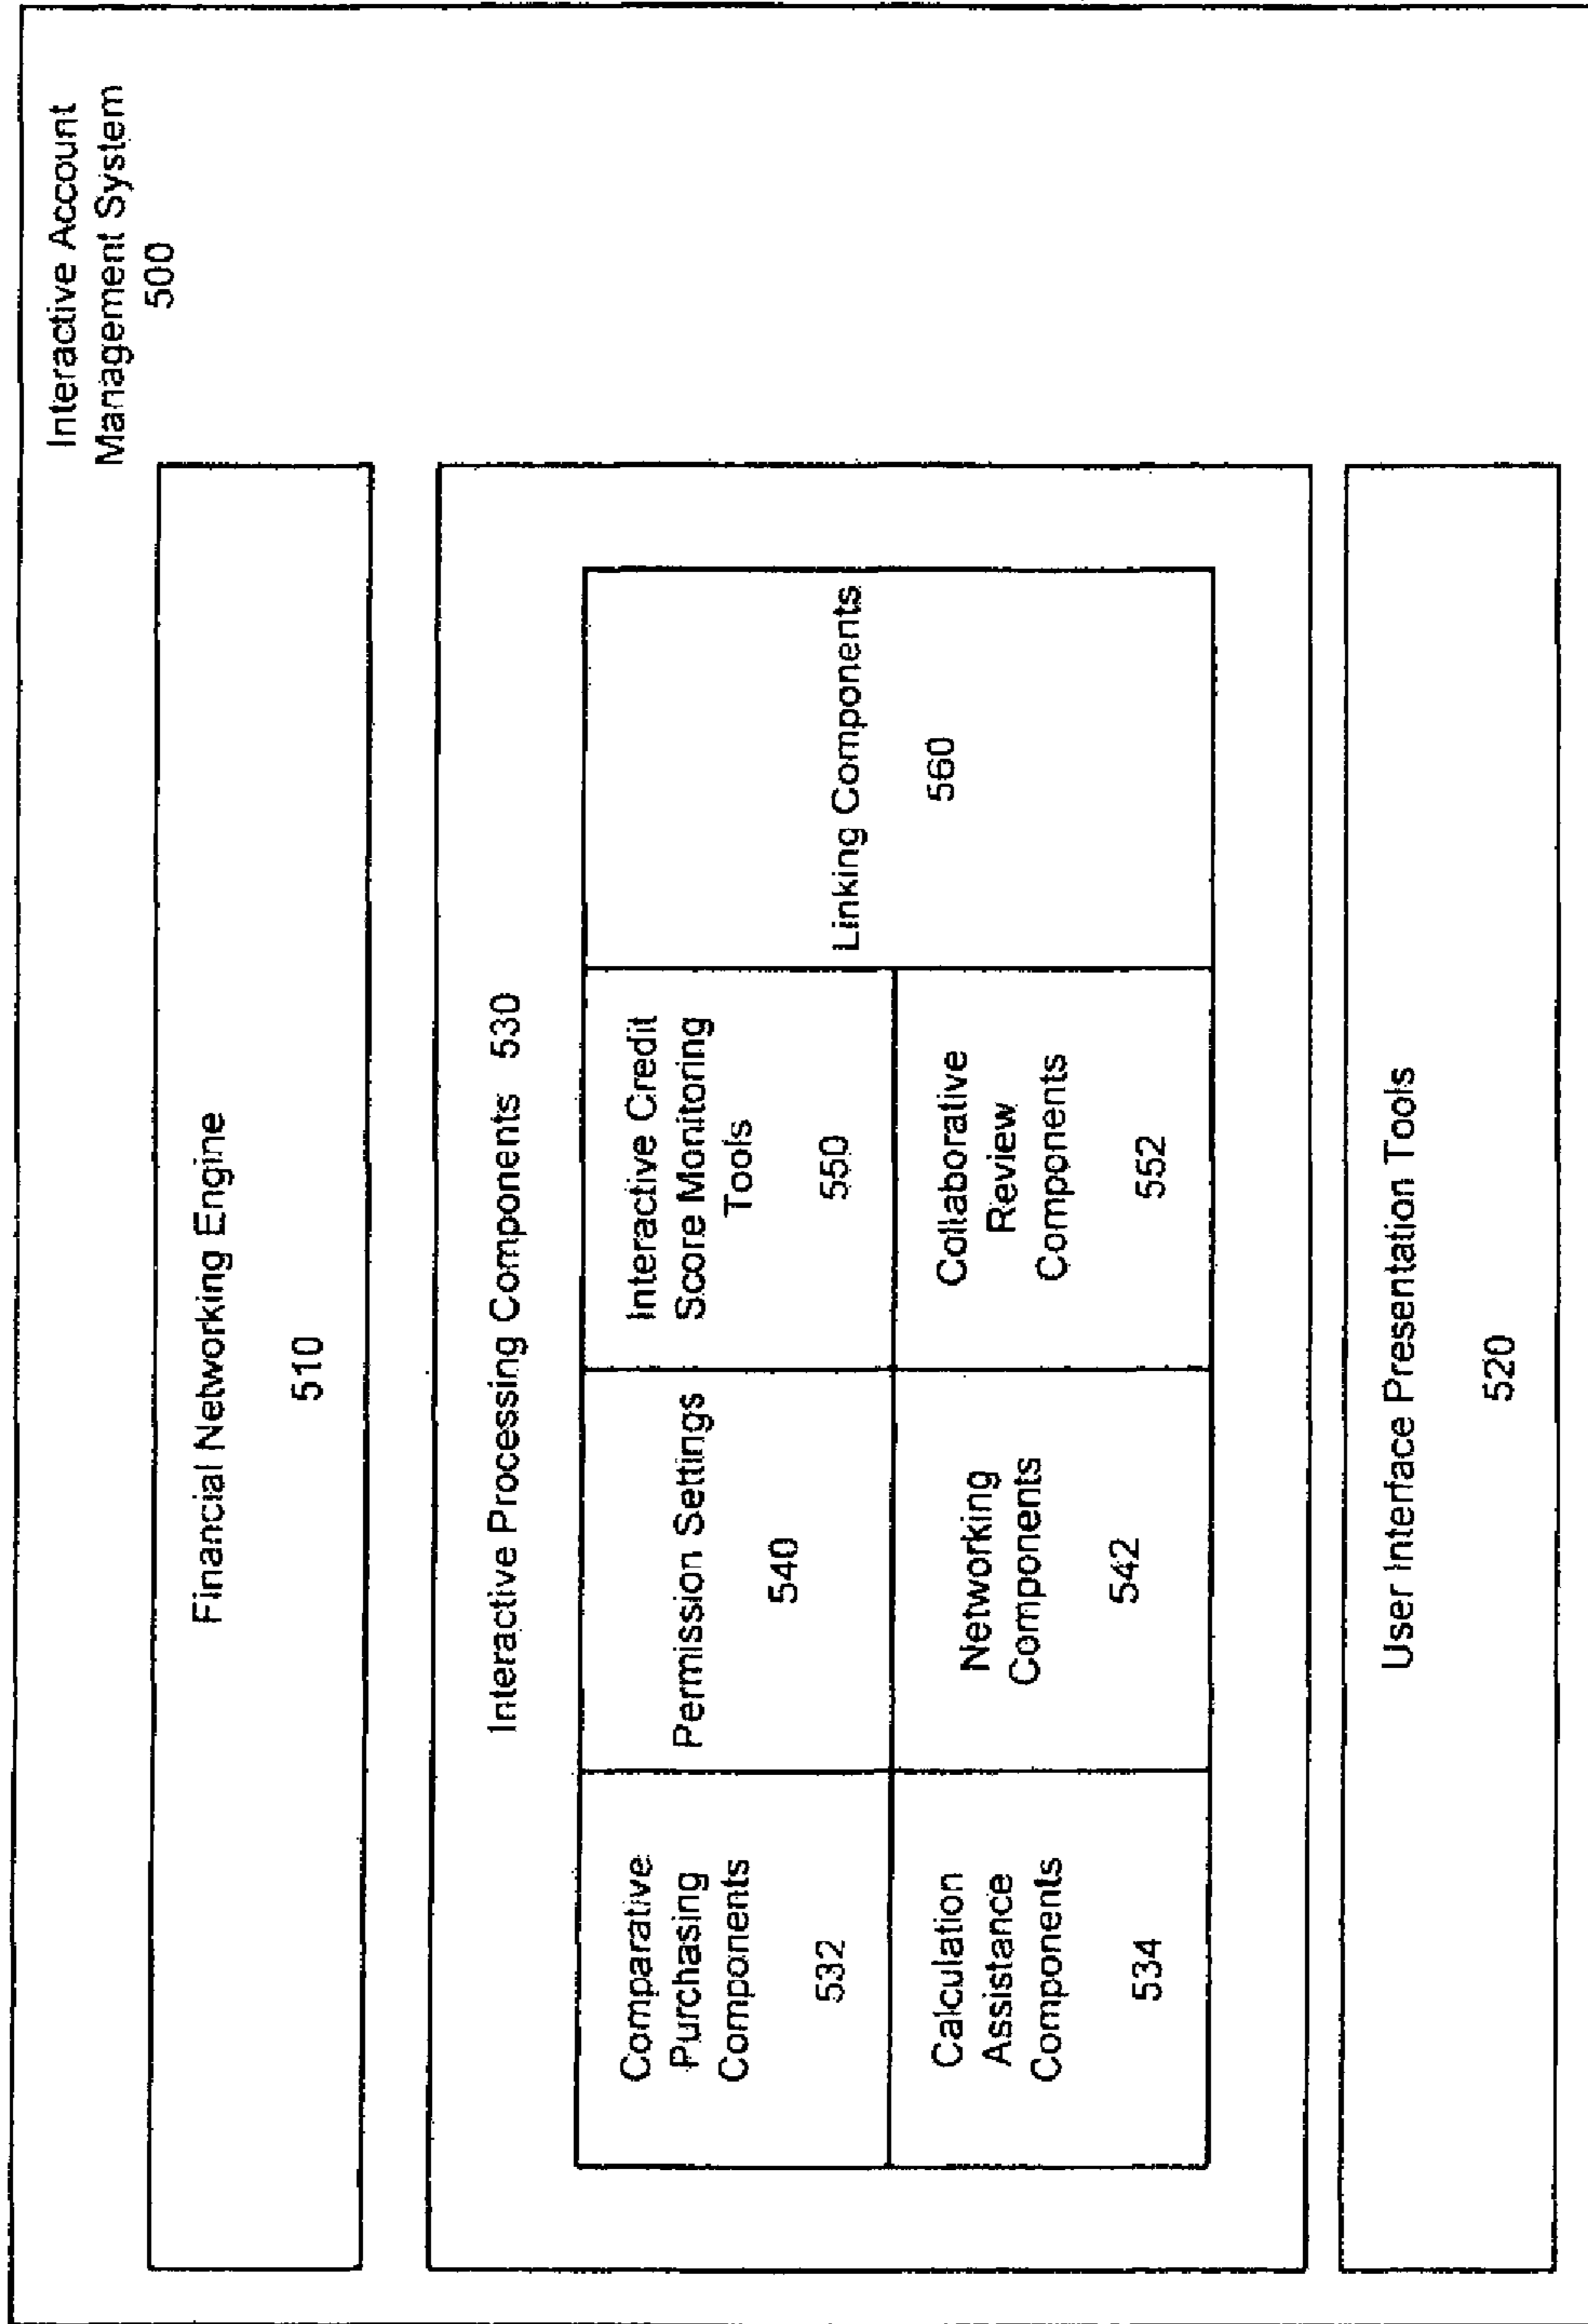 Interactive Account
Management System
500
Financial Networking Engine
510
Interactive Processing Components 530
Comparative
Purchasing
Components
532
Permission Settings
540
Interactive Credit
Score Monitoring
Tools
550
Linking Components
560
Calculation
Assistance
Components
534
Networking
Components
542
Collaborative
Review
Components
552
User Interface Presentation Tools
520